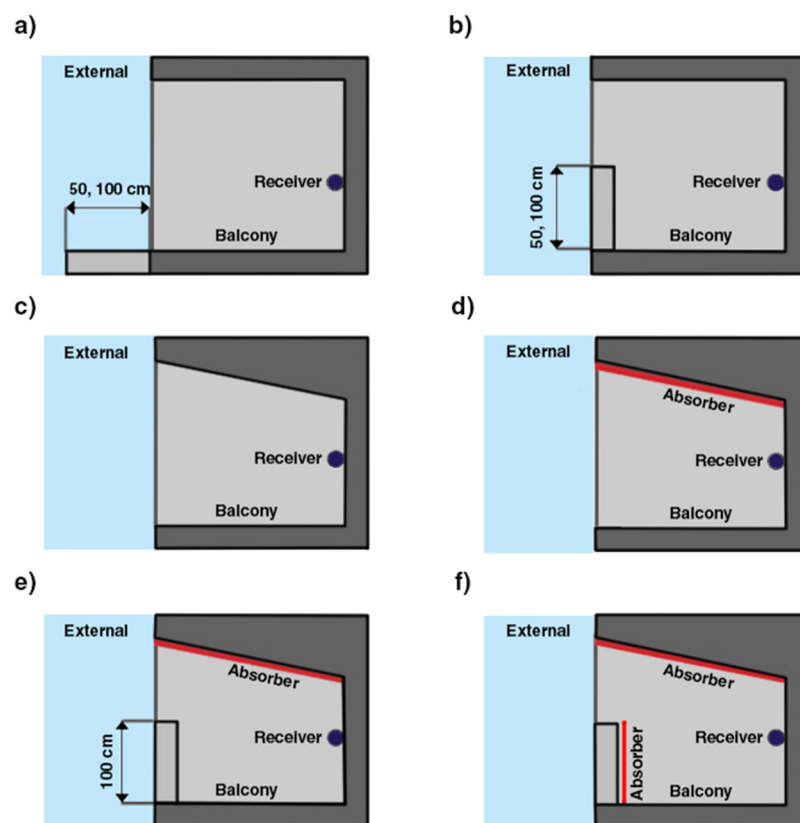 a)
External
50, 100 cm
Receiver
Balcony
b)
External
50, 100 cm
Receiver
Balcony
c)
External
Receiver
Balcony
d)
External
Absorber
Receiver
Balcony
e)
External
Absorber
100 cm
Receiver
Balcony
f)
External
Absorber
Absorber
Receiver
Balcony